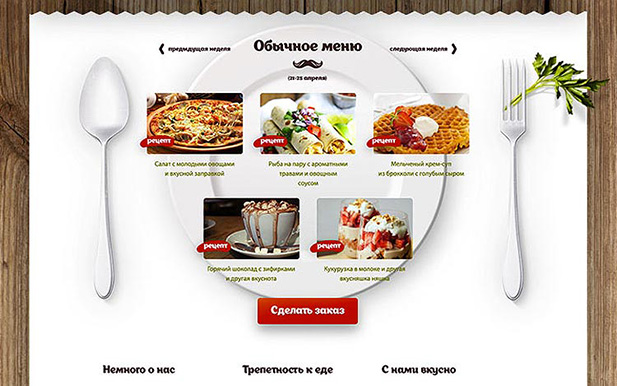 предыдущая неделя
Обычное меню
следующая неделя
(21-25 апреля)
рецепт
рецепт
рецепт
Салат с молодыми овощами
и вкусной заправкой
Рыба на пару с ароматными
травами и овощным
соусом
Мельченый крем-суп
из брокколи с голубым сыром
рецепт
рецепт
Горячий шоколад с зифирками
и другая вкуснота
Кукурузка в молоке и другая
вкусняшка няшка
Сделать заказ
Немного о нас
Трепетность к еде
С нами вкусно